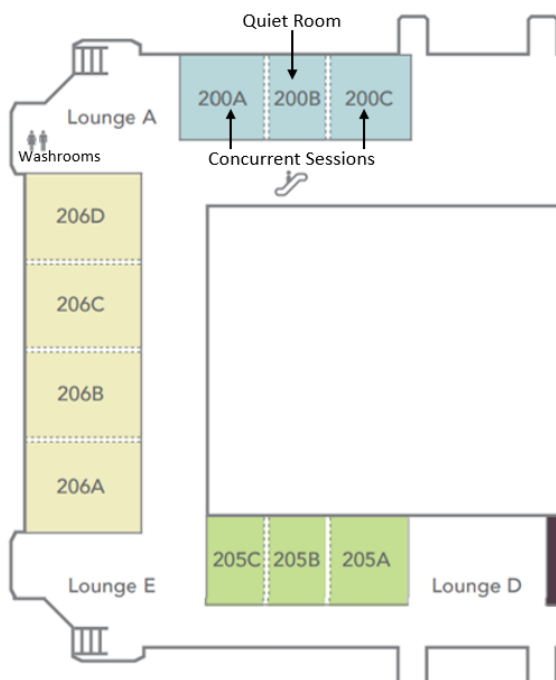 Quiet Room
200A
200B
200C
Lounge A
Concurrent Sessions
Washrooms
206D
206C
206B
206A
205C
205B
205A
Lounge E
Lounge D